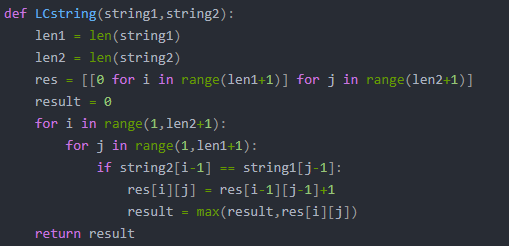 def LCstring(string1,string2):
    len1 = len(string1)
    len2 = len(string2)
    res = [[0 for i in range(len1+1)] for j in range(len2+1)]
    result = 0
    for i in range(1,len2+1):
        for j in range(1,len1+1):
            if string2[i-1] == string1[j-1]:
                res[i][j] = res[i-1][j-1]+1
                result = max(result,res[i][j])
    return result